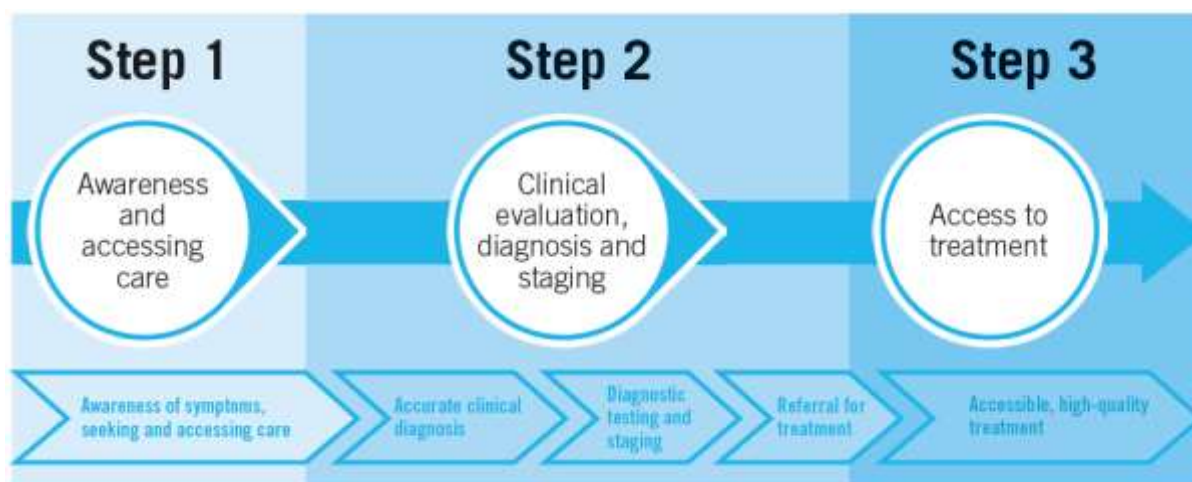 Step 1
Step 2
Step 3
Awareness
and
accessing
care
Clinical
evaluation,
diagnosis and
staging
Access to
treatment
Awareness of symptoms,
seeking and accessing care
Accurate clinical
diagnosis
Diagnostic
testing and
staging
Referral for
treatment
Accessible, high-quality
treatment